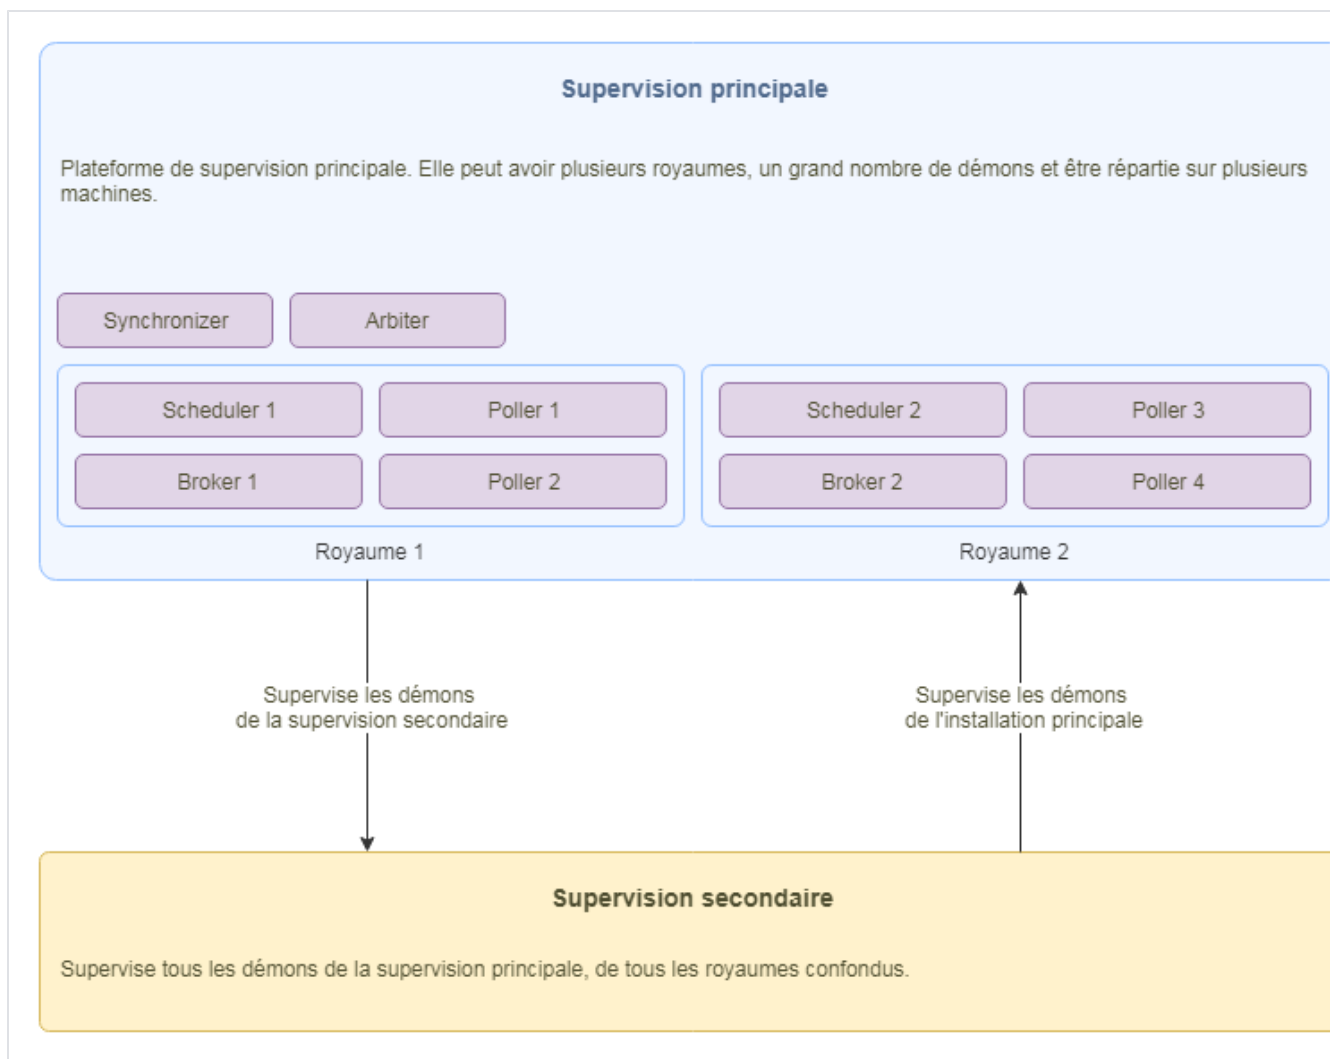 Supervision principale
Plateforme de supervision principale. Elle peut avoir plusieurs royaumes, un grand nombre de démons et être répartie sur plusieurs
machines.
Synchronizer
Arbiter
Scheduler 1
Poller 1
Broker 1
Poller 2
Royaume 1
Scheduler 2
Poller 3
Broker 2
Poller 4
Royaume 2
Supervise les démons
de la supervision secondaire
Supervise les démons
de l'installation principale
Supervision secondaire
Supervise tous les démons de la supervision principale, de tous les royaumes confondus.